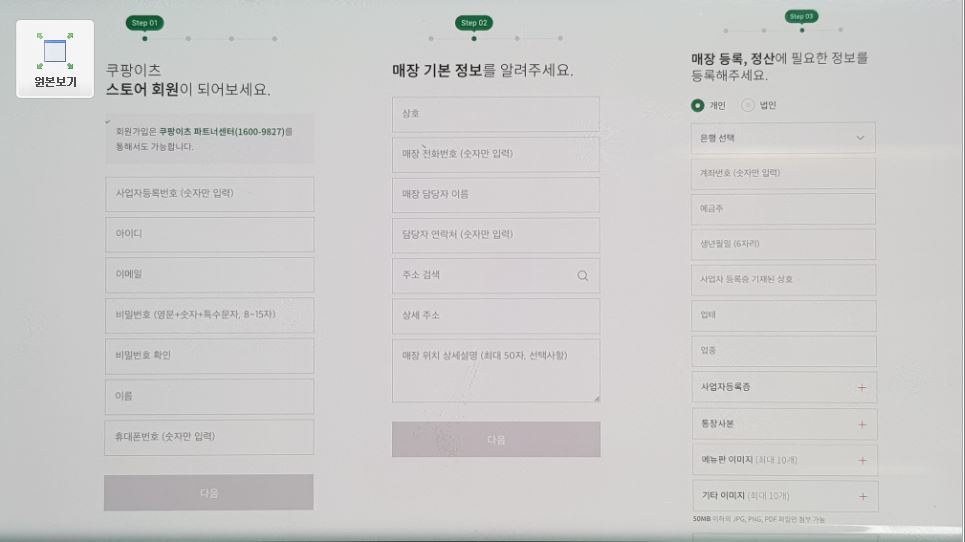 원본보기
Step 01
쿠팡이츠
스토어 회원이 되어보세요.
회원가입은 쿠팡이츠 파트너센터(1600-9827)를
통해서도 가능합니다.
사업자등록번호 (숫자만 입력)
아이디
이메일
비밀번호 (영문+숫자+특수문자, 8~15자)
비밀번호 확인
이름
휴대폰번호 (숫자만 입력)
다음
Step 02
매장 기본 정보를 알려주세요.
상호
매장 전화번호 (숫자만 입력)
매장 담당자 이름
담당자 연락처 (숫자만 입력)
주소 검색
상세 주소
매장 위치 상세설명 (최대 50자, 선택사항)
다음
Step 03
매장 등록, 정산에 필요한 정보를
등록해주세요.
개인 법인
은행 선택
계좌번호 (숫자만 입력)
예금주
생년월일 (6자리)
사업자 등록증 기재된 상호
업태
업종
사업자등록증 +
통장사본 +
메뉴판 이미지 (최대 10개) +
기타 이미지 (최대 10개) +
50MB 이하의 JPG, PNG, PDF 파일만 첨부 가능